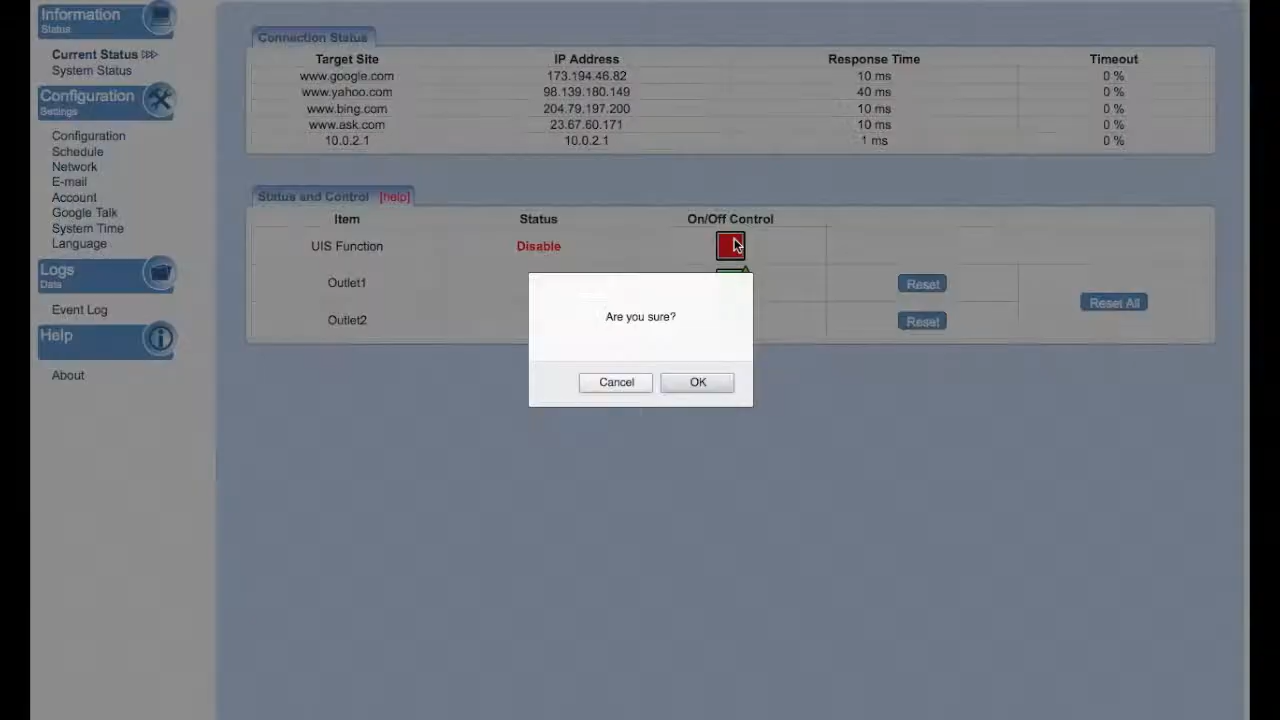 Information
Status
Current Status
System Status
Configuration
Settings
Configuration
Schedule
Network
E-mail
Account
Google Talk
System Time
Language
Logs
Data
Event Log
Help
About
Connection Status
Target Site IP Address Response Time Timeout
www.google.com 173.194.46.82 10 ms 0 %
www.yahoo.com 98.139.180.149 40 ms 0 %
www.bing.com 204.79.197.200 10 ms 0 %
www.ask.com 23.67.60.171 10 ms 0 %
10.0.2.1 10.0.2.1 1 ms 0 %
Status and Control [help]
Item Status On/Off Control
UIS Function Disable
Outlet1 Reset
Reset All
Outlet2 Reset
Are you sure?
Cancel OK